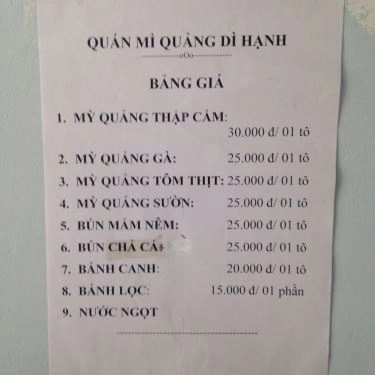 QUÁN MÌ QUẢNG DÌ HẠNH
---------------oOo---------------
BẢNG GIÁ
1. MỲ QUẢNG THẬP CẨM:
30.000 đ/ 01 tô
2. MỲ QUẢNG GÀ: 25.000 đ/ 01 tô
3. MỲ QUẢNG TÔM THỊT: 25.000 đ/ 01 tô
4. MỲ QUẢNG SƯỜN: 25.000 đ/ 01 tô
5. BÚN MẮM NÊM: 25.000 đ/ 01 tô
6. BÚN CHẢ CÁ: 25.000 đ/ 01 tô
7. BÁNH CANH: 20.000 đ/ 01 tô
8. BÁNH LỌC: 15.000 đ/ 01 phần
9. NƯỚC NGỌT
------------------------------